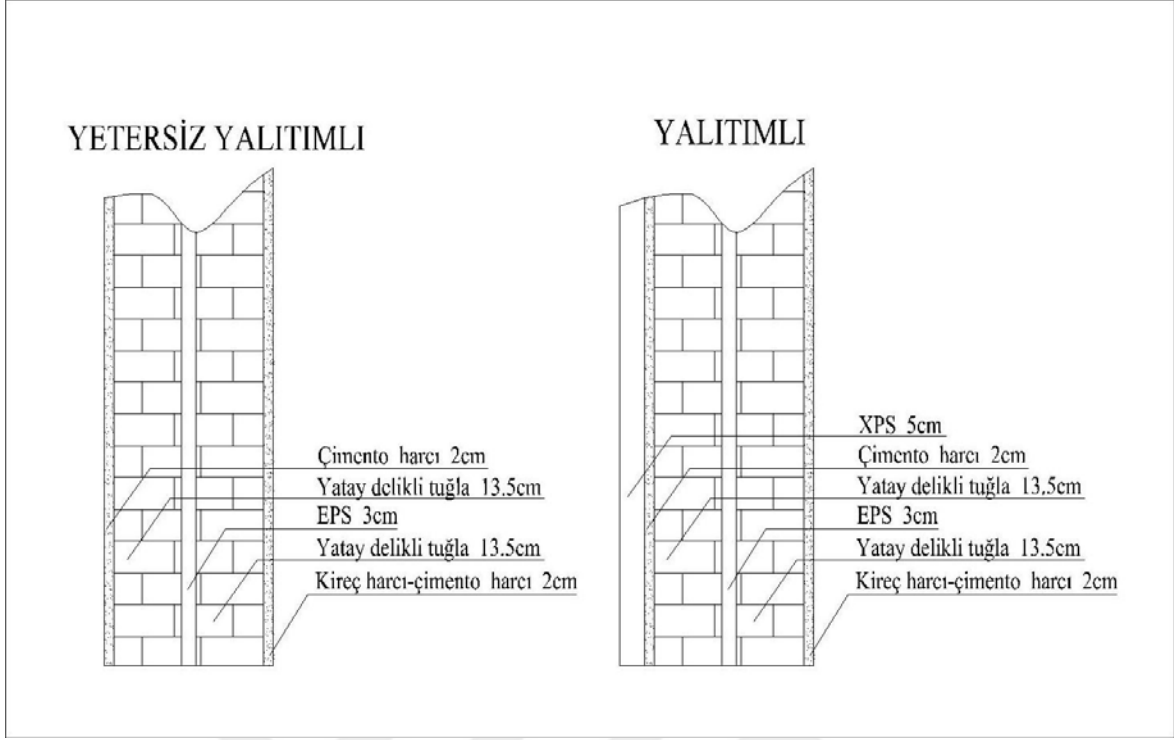 YETERSİZ YALITIMLI
Çimento harcı 2cm
Yatay delikli tuğla 13.5cm
EPS 3cm
Yatay delikli tuğla 13.5cm
Kireç harcı-çimento harcı 2cm
YALITIMLI
XPS 5cm
Çimento harcı 2cm
Yatay delikli tuğla 13.5cm
EPS 3cm
Yatay delikli tuğla 13.5cm
Kireç harcı-çimento harcı 2cm